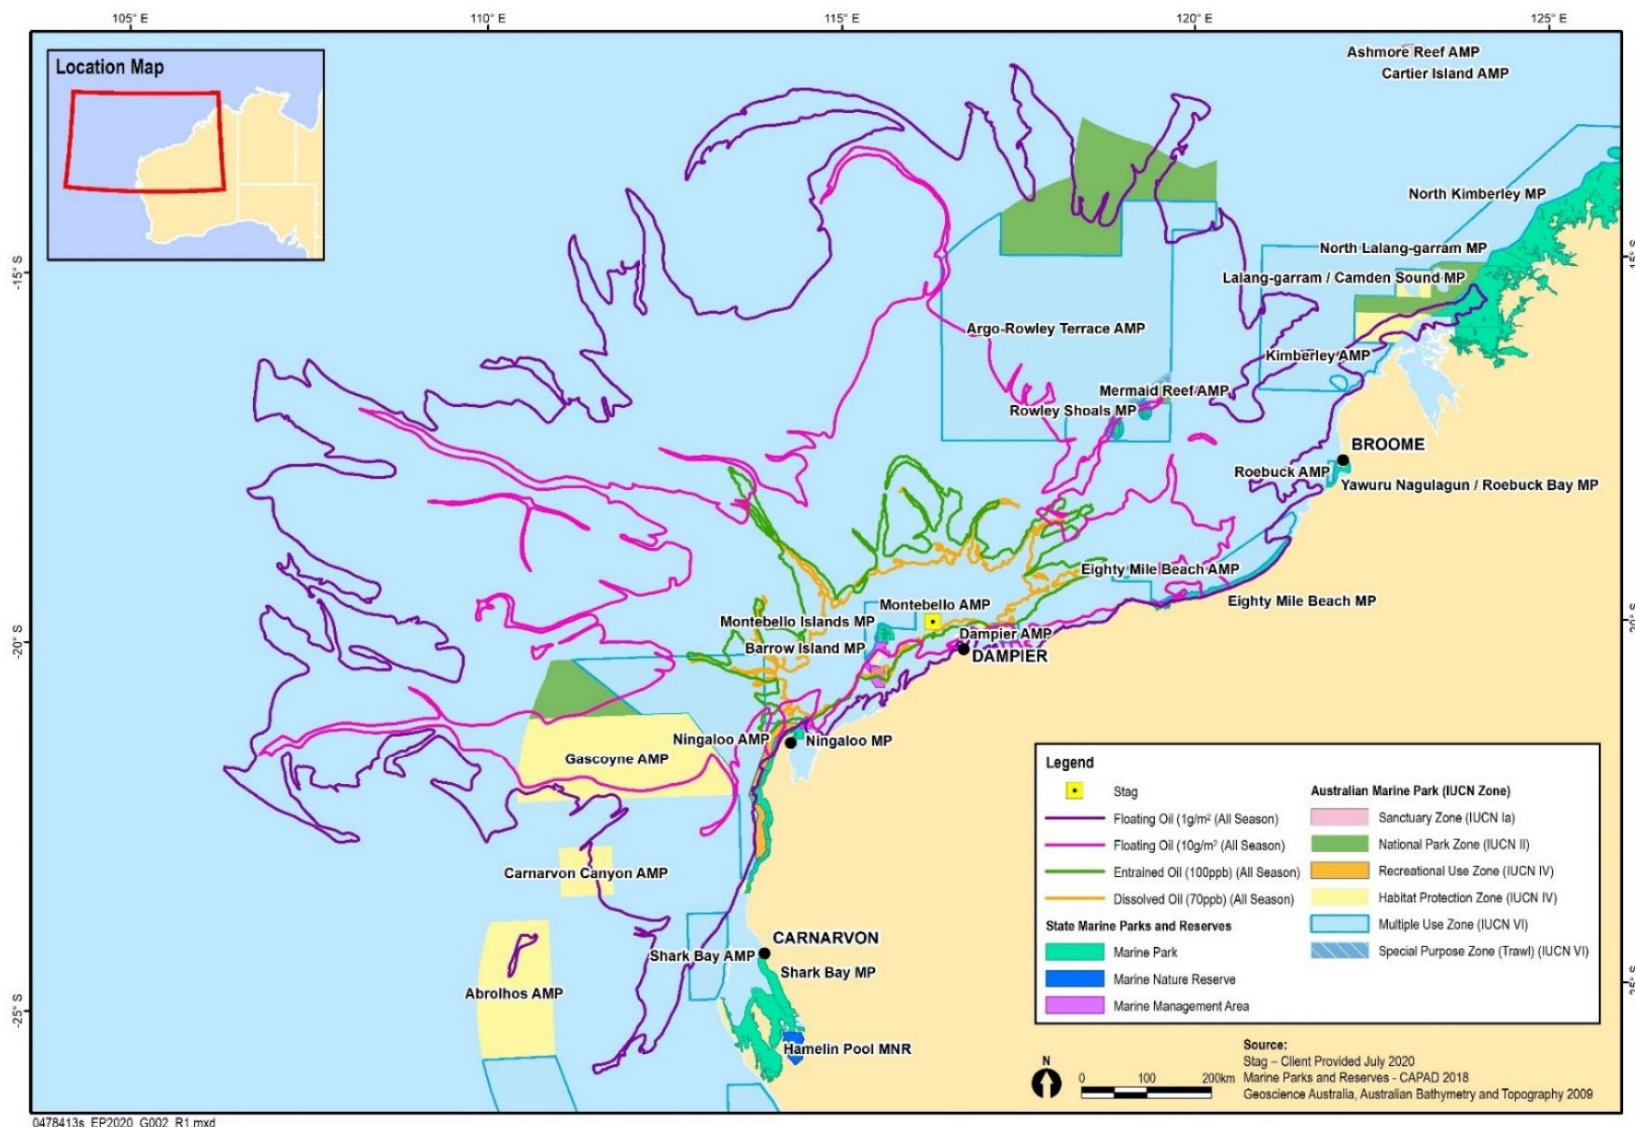 105° E
110° E
115° E
120° E
125° E
Location Map
Ashmore Reef AMP
Cartier Island AMP
North Kimberley MP
North Lalang-garram MP
-15° S
Lalang-garram / Camden Sound MP
Argo-Rowley Terrace AMP
Kimberley AMP
Mermaid Reef AMP
Rowley Shoals MP
BROOME
Roebuck AMP
Yawuru Nagulagun / Roebuck Bay MP
Eighty Mile Beach AMP
Eighty Mile Beach MP
Montebello AMP
Montebello Islands MP
-20° S
Dampier AMP
Barrow Island MP
DAMPIER
Ningaloo AMP
Ningaloo MP
Gascoyne AMP
Carnarvon Canyon AMP
CARNARVON
Shark Bay AMP
Shark Bay MP
Abrolhos AMP
-25° S
Hamelin Pool MNR
Legend
Stag
Floating Oil (1g/m² (All Season)
Floating Oil (10g/m² (All Season)
Entrained Oil (100ppb) (All Season)
Dissolved Oil (70ppb) (All Season)
State Marine Parks and Reserves
Marine Park
Marine Nature Reserve
Marine Management Area
Australian Marine Park (IUCN Zone)
Sanctuary Zone (IUCN Ia)
National Park Zone (IUCN II)
Recreational Use Zone (IUCN IV)
Habitat Protection Zone (IUCN IV)
Multiple Use Zone (IUCN VI)
Special Purpose Zone (Trawl) (IUCN VI)
N
0 100 200km
Source:
Stag – Client Provided July 2020
Marine Parks and Reserves - CAPAD 2018
Geoscience Australia, Australian Bathymetry and Topography 2009
0478413s_EP2020_G002_R1.mxd